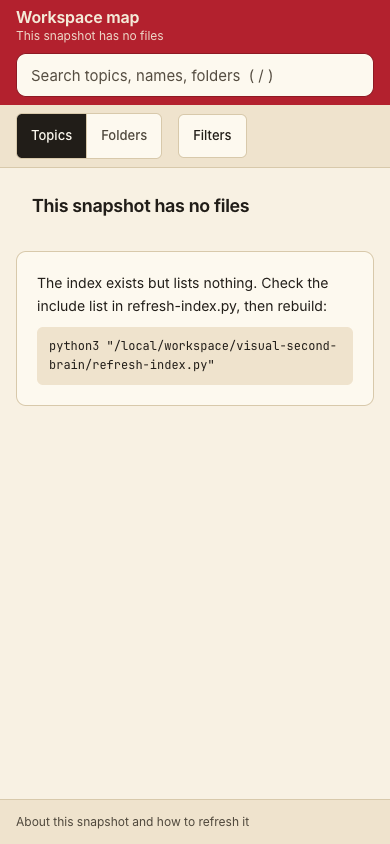 Workspace map
This snapshot has no files
Search topics, names, folders ( / )
Topics Folders Filters
This snapshot has no files
The index exists but lists nothing. Check the
include list in refresh-index.py, then rebuild:
python3 "/local/workspace/visual-second-
brain/refresh-index.py"
About this snapshot and how to refresh it